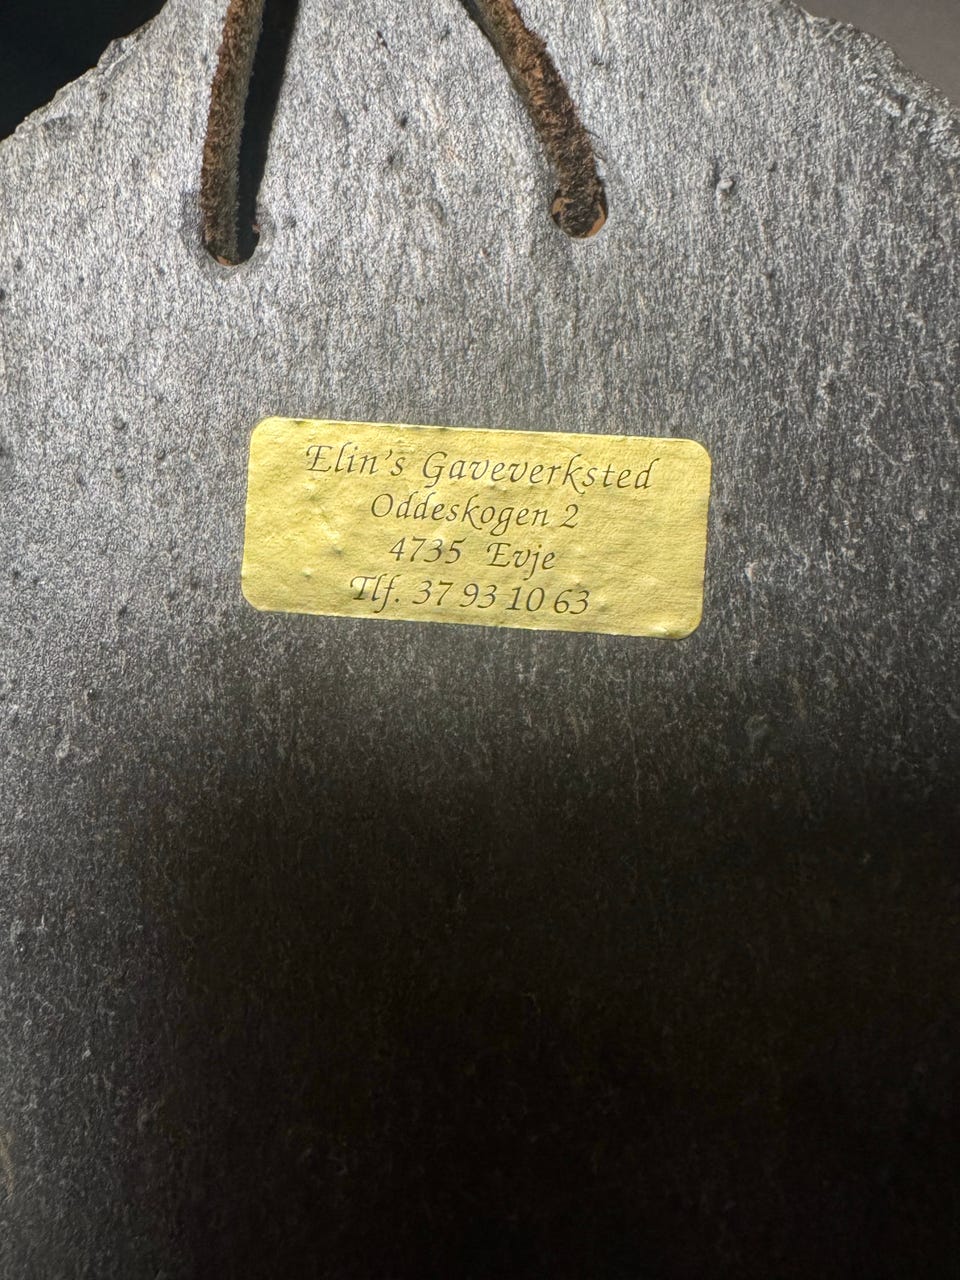 Elin's Gaveverksted
Oddeskogen 2
4735 Evje
Tlf. 37 93 10 63